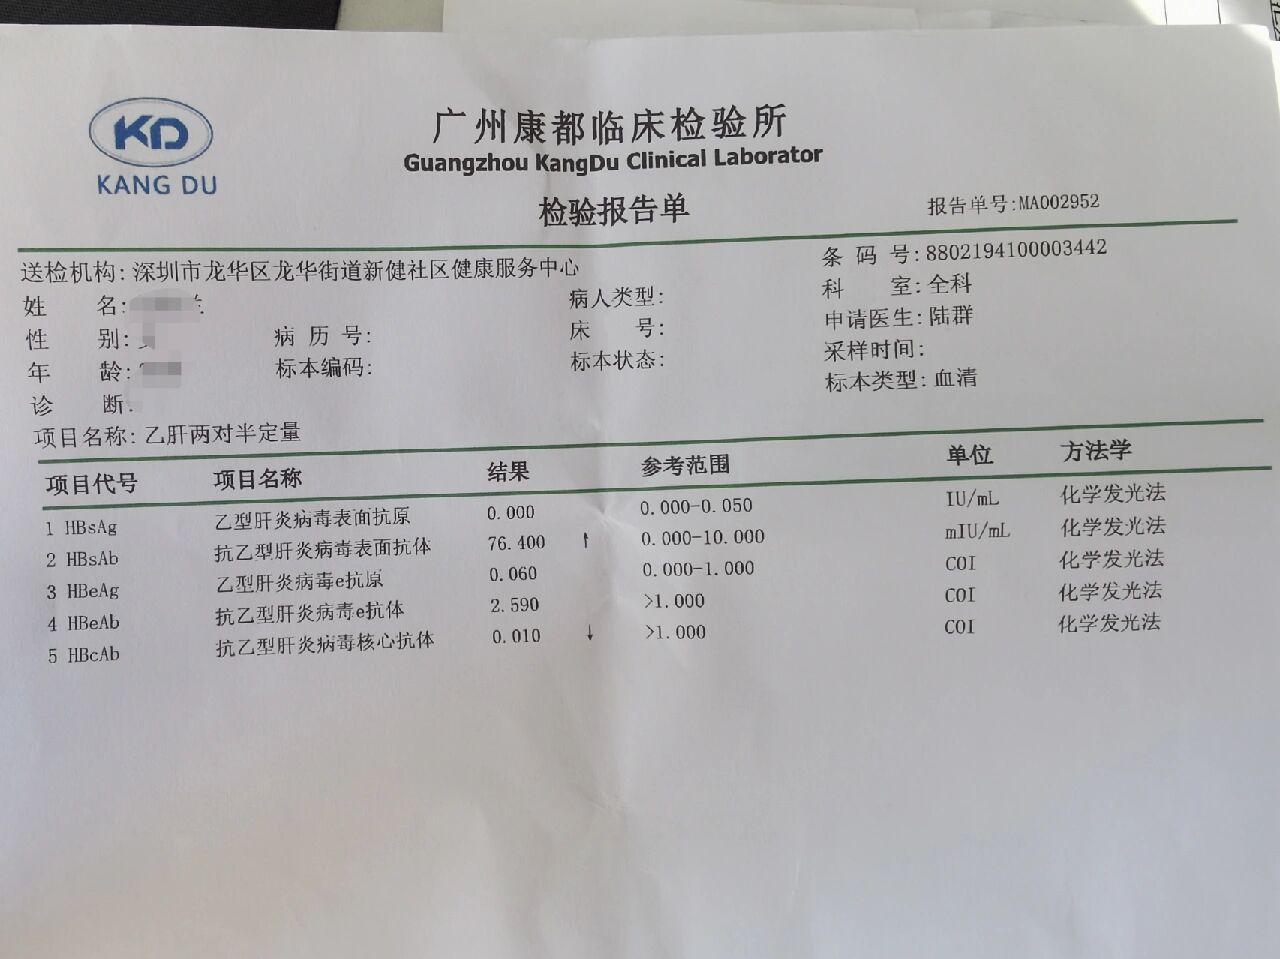 KD
KANG DU
广州康都临床检验所
Guangzhou KangDu Clinical Laborator
检验报告单
报告单号:MA002952
送检机构:深圳市龙华区龙华街道新健社区健康服务中心
条码号:8802194100003442
姓名:
病人类型:
科室:全科
性别:
病历号:
床号:
申请医生:陆群
年龄:
标本编码:
标本状态:
采样时间:
诊断:
标本类型:血清
项目名称:乙肝两对半定量
项目代号 项目名称 结果 参考范围 单位 方法学
1 HBsAg 乙型肝炎病毒表面抗原 0.000 0.000-0.050 IU/mL 化学发光法
2 HBsAb 抗乙型肝炎病毒表面抗体 76.400 ↑ 0.000-10.000 mIU/mL 化学发光法
3 HBeAg 乙型肝炎病毒e抗原 0.060 0.000-1.000 COI 化学发光法
4 HBeAb 抗乙型肝炎病毒e抗体 2.590 >1.000 COI 化学发光法
5 HBcAb 抗乙型肝炎病毒核心抗体 0.010 ↓ >1.000 COI 化学发光法